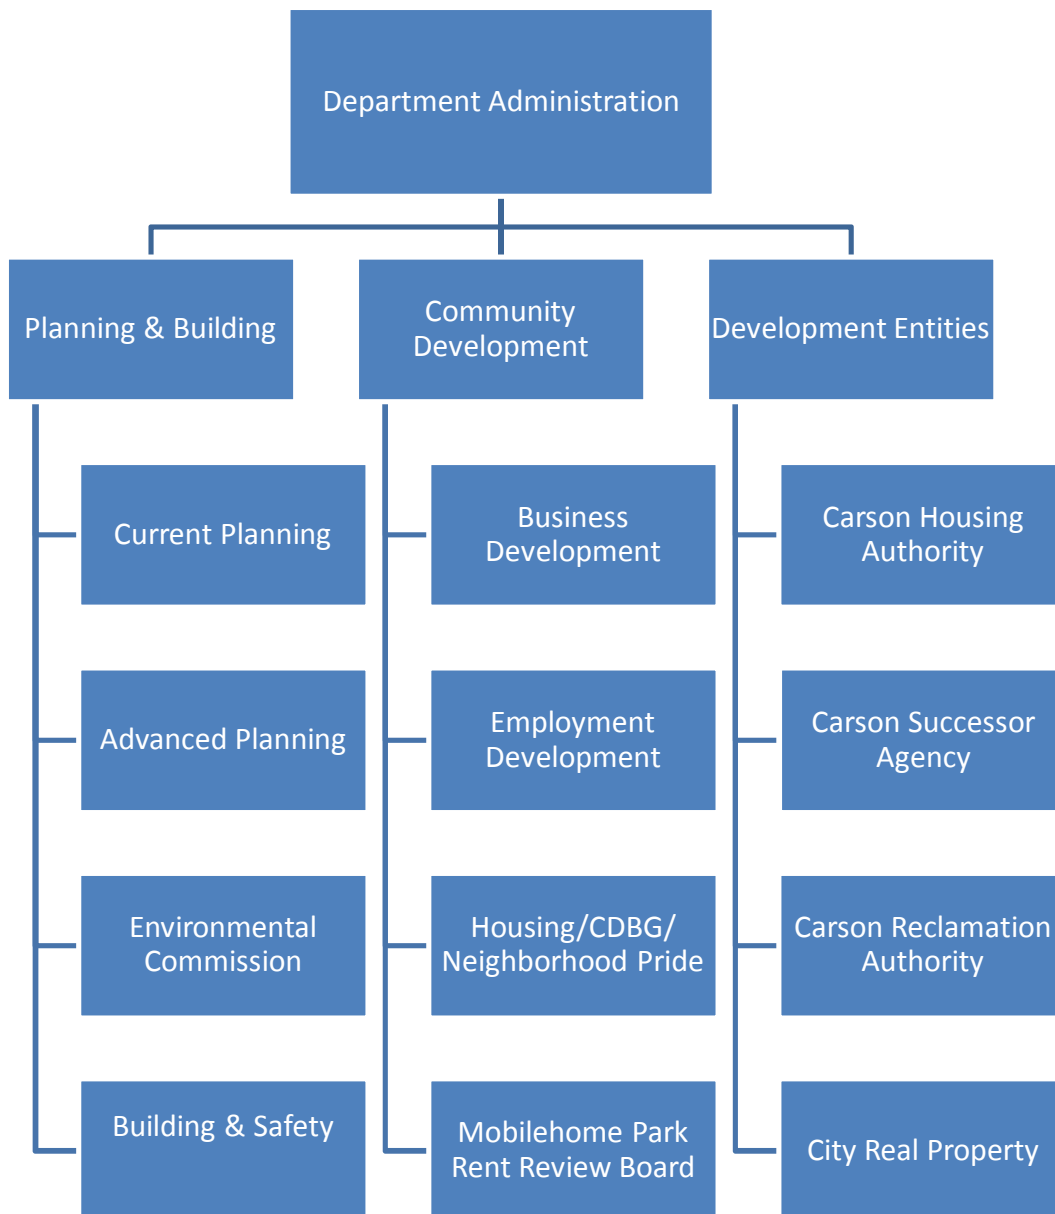 Department Administration
Planning & Building
Community
Development
Development Entities
Current Planning
Business
Development
Carson Housing
Authority
Advanced Planning
Employment
Development
Carson Successor
Agency
Environmental
Commission
Housing/CDBG/
Neighborhood Pride
Carson Reclamation
Authority
Building & Safety
Mobilehome Park
Rent Review Board
City Real Property